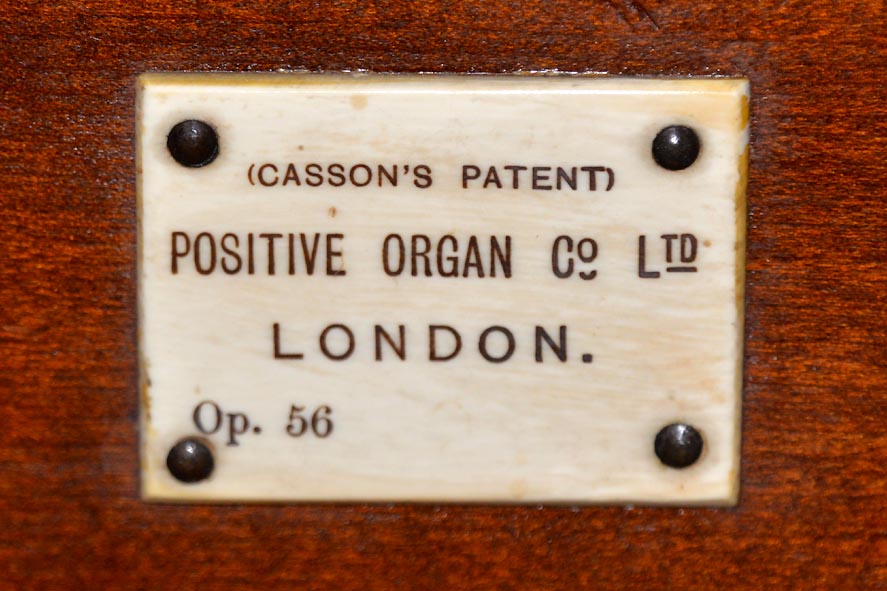 (CASSON'S PATENT)
POSITIVE ORGAN Co LTD
LONDON.
Op. 56